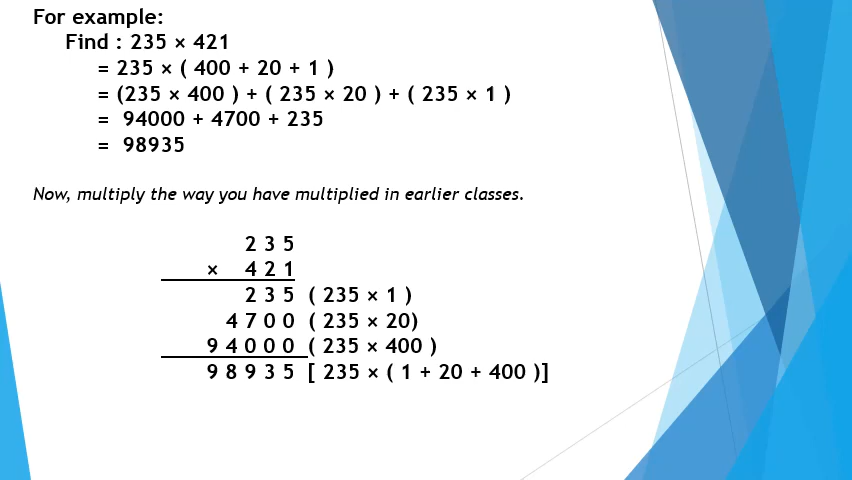 For example:
Find : 235 × 421
= 235 × ( 400 + 20 + 1 )
= (235 × 400 ) + ( 235 × 20 ) + ( 235 × 1 )
= 94000 + 4700 + 235
= 98935
Now, multiply the way you have multiplied in earlier classes.
2 3 5
× 4 2 1
2 3 5 ( 235 × 1 )
4 7 0 0 ( 235 × 20)
9 4 0 0 0 ( 235 × 400 )
9 8 9 3 5 [ 235 × ( 1 + 20 + 400 )]